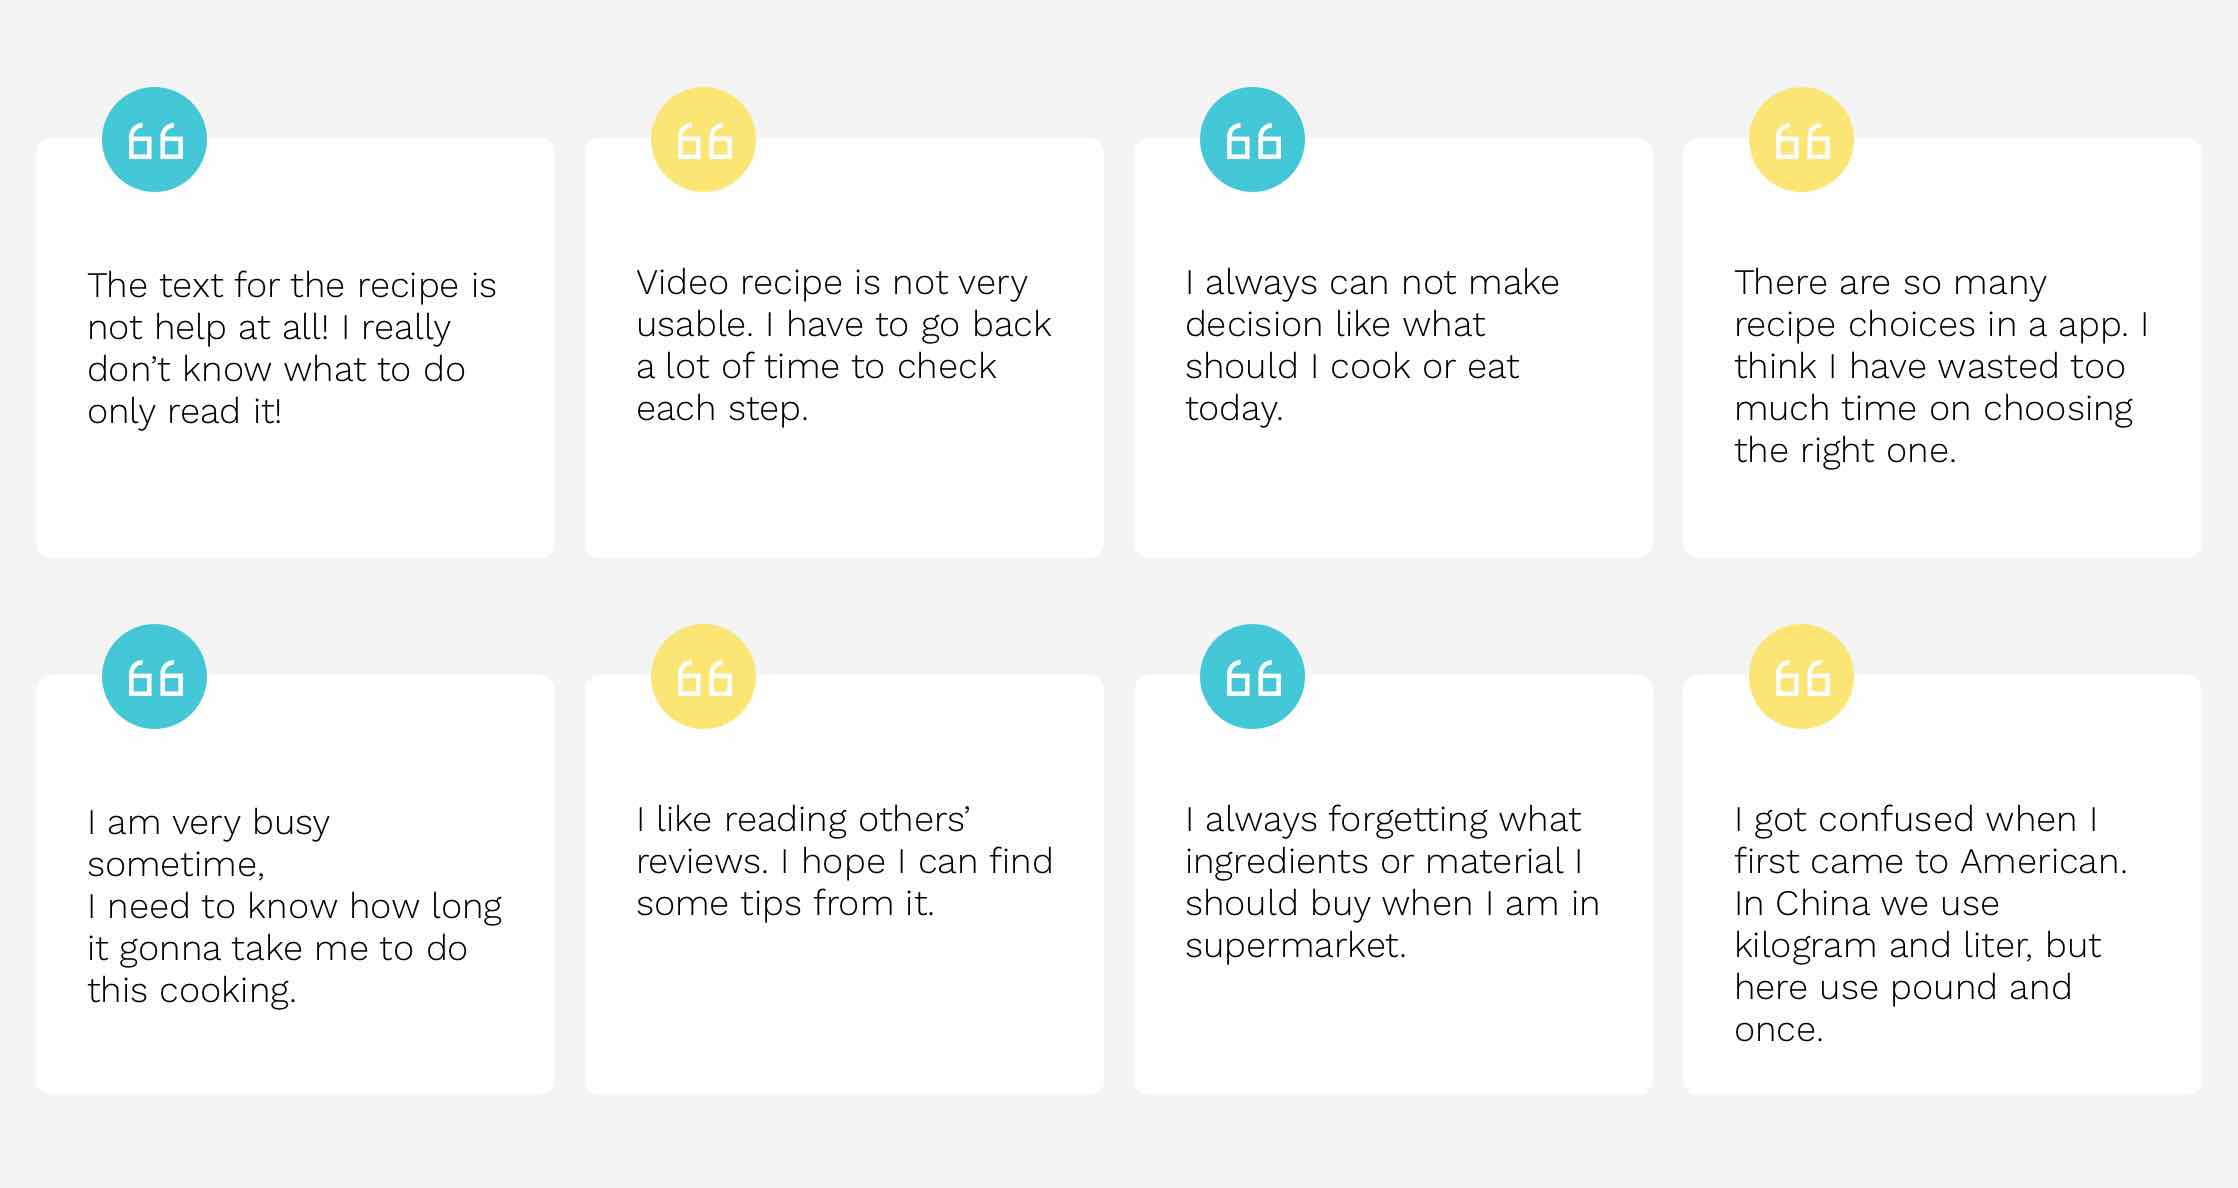 The text for the recipe is
not help at all! I really
don’t know what to do
only read it!
Video recipe is not very
usable. I have to go back
a lot of time to check
each step.
I always can not make
decision like what
should I cook or eat
today.
There are so many
recipe choices in a app. I
think I have wasted too
much time on choosing
the right one.
I am very busy
sometime,
I need to know how long
it gonna take me to do
this cooking.
I like reading others’
reviews. I hope I can find
some tips from it.
I always forgetting what
ingredients or material I
should buy when I am in
supermarket.
I got confused when I
first came to American.
In China we use
kilogram and liter, but
here use pound and
once.